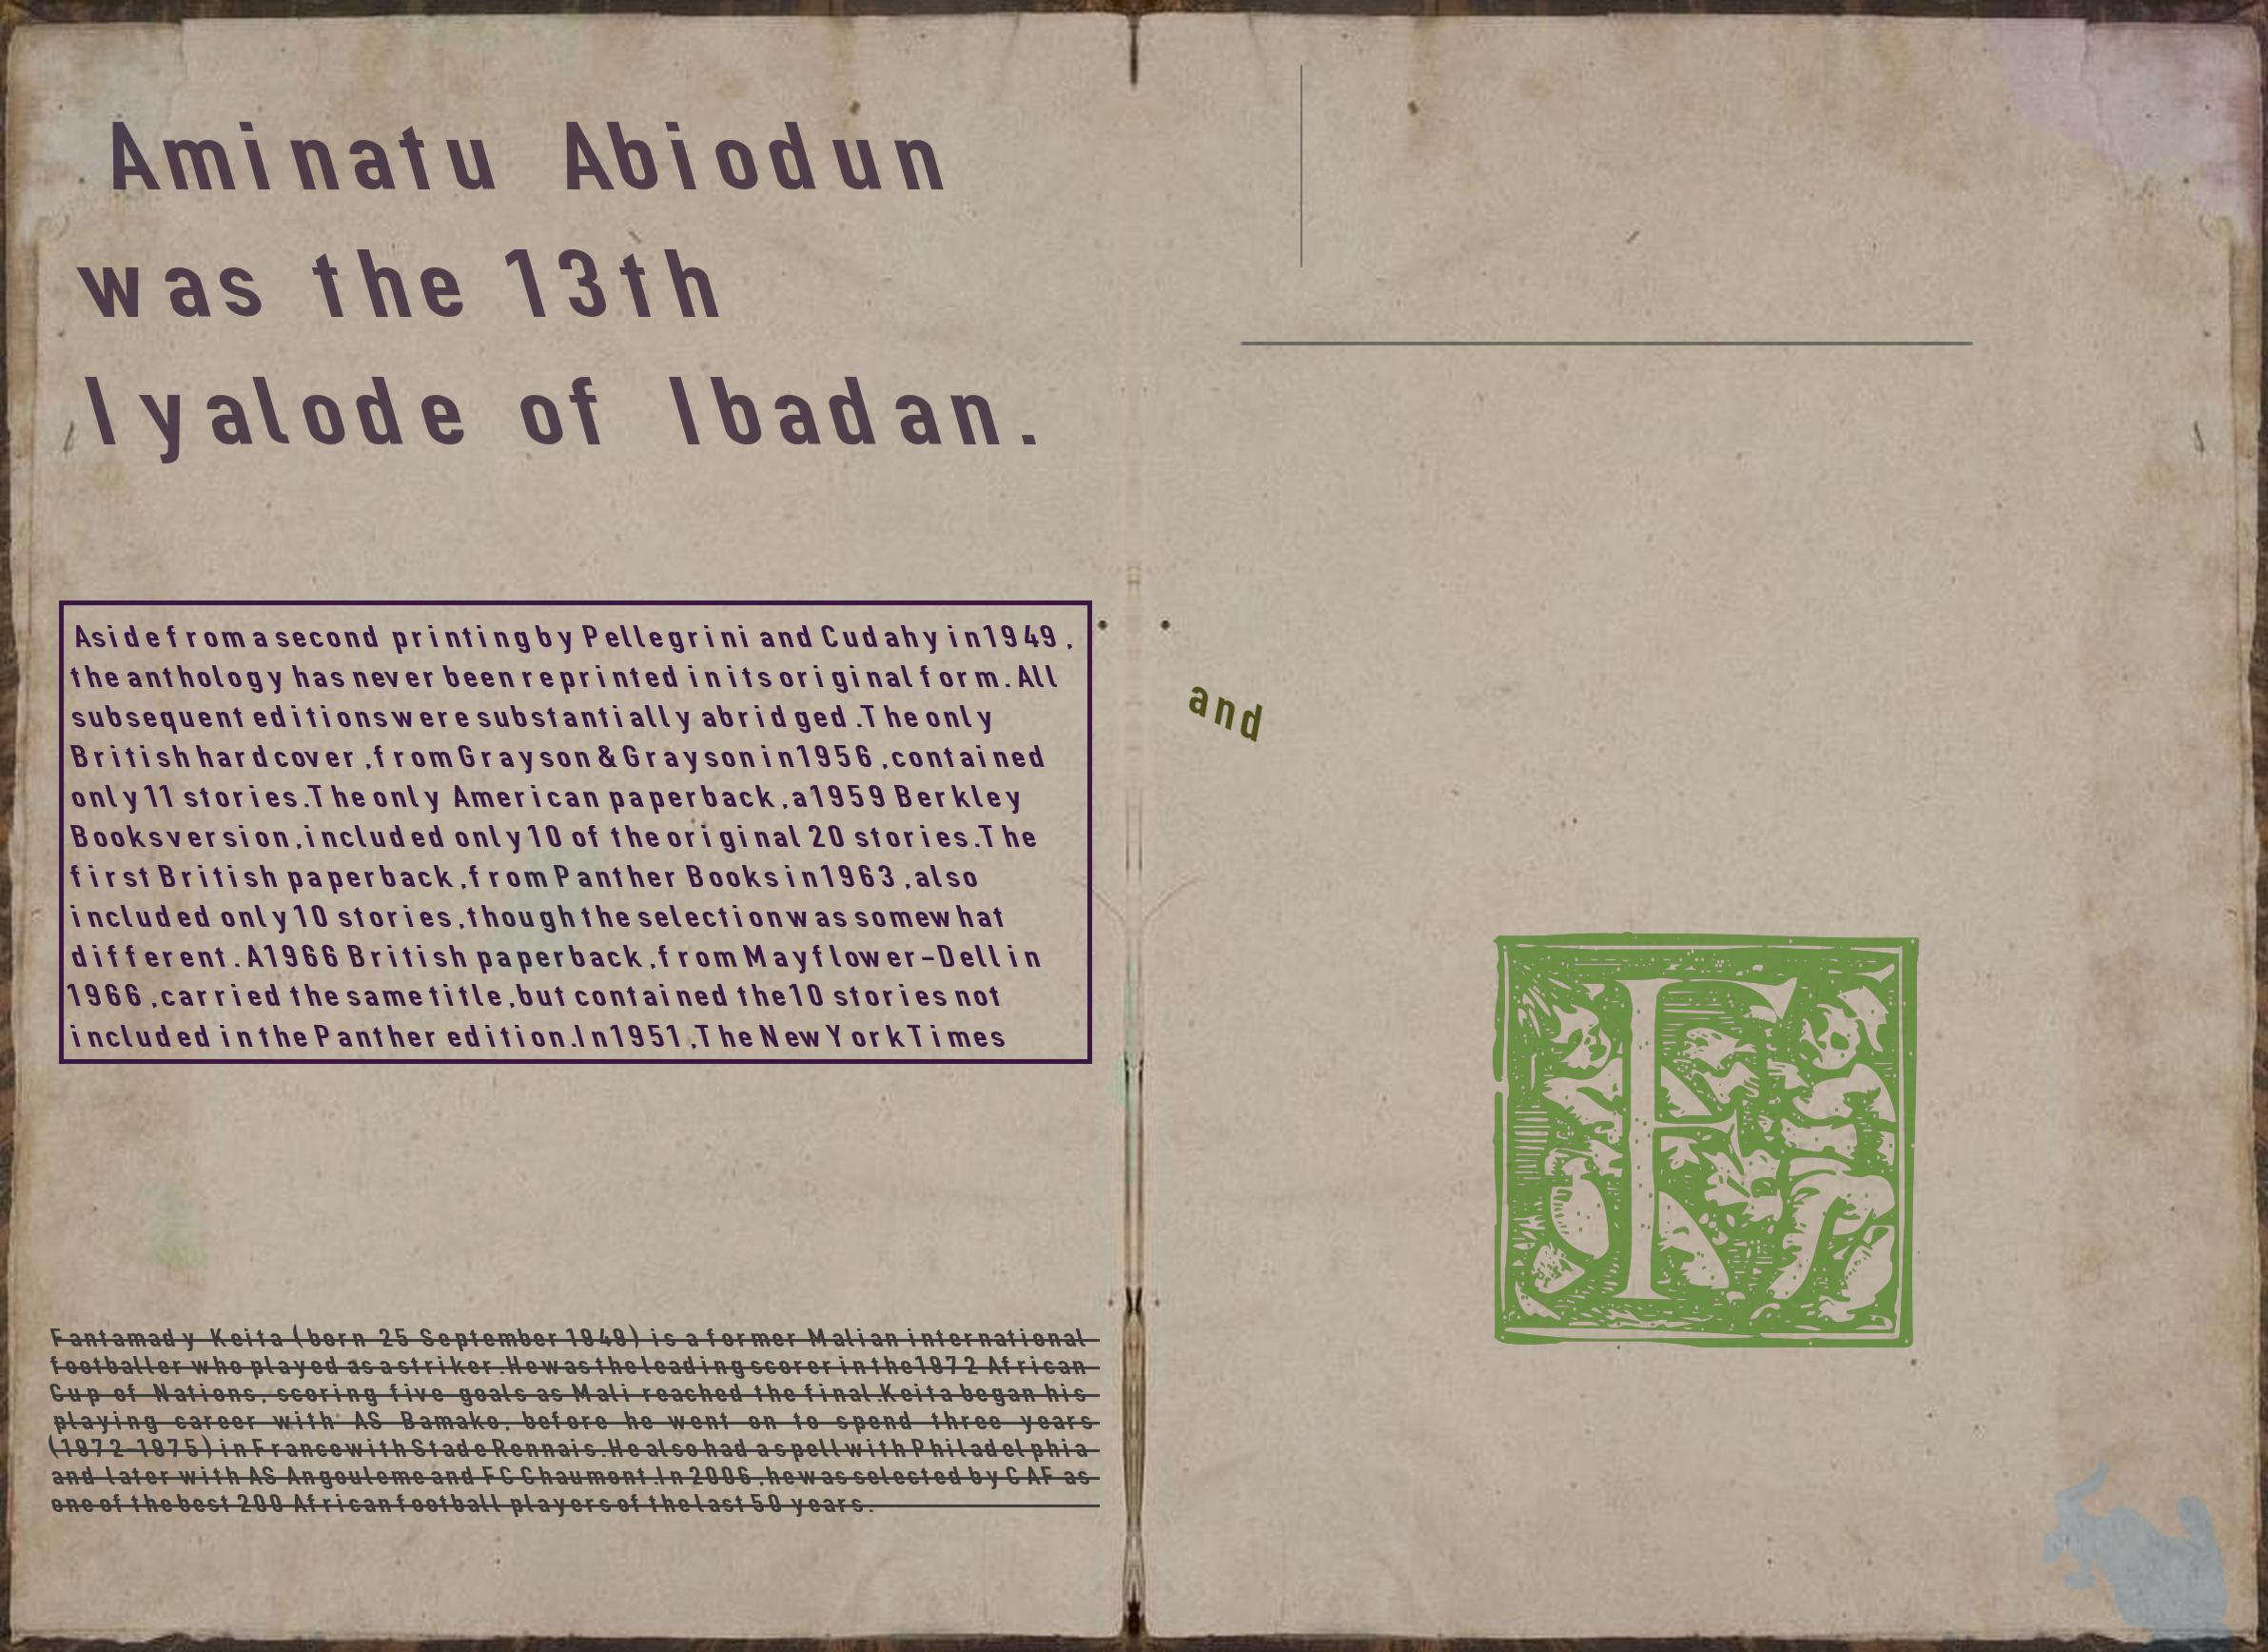 Aminatu Abiodun
was the 13th
Iyalode of Ibadan.
Aside from a second printing by Pellegrini and Cudahy in 1949,
the anthology has never been reprinted in its original form. All
subsequent editions were substantially abridged. The only
British hardcover, from Grayson & Grayson in 1956, contained
only 11 stories. The only American paperback, a 1959 Berkley
Books version, included only 10 of the original 20 stories. The
first British paperback, from Panther Books in 1963, also
included only 10 stories, though the selection was somewhat
different. A 1966 British paperback, from Mayflower-Dell in
1966, carried the same title, but contained the 10 stories not
included in the Panther edition. In 1951, The New York Times
Fantamady Keita (born 25 September 1949) is a former Malian international
footballer who played as a striker. He was the leading scorer in the 1972 African
Cup of Nations, scoring five goals as Mali reached the final. Keita began his
playing career with AS Bamako, before he went on to spend three years
(1972-1975) in France with Stade Rennais. He also had a spell with Philadelphia
and later with AS Angouleme and FC Chaumont. In 2006, he was selected by CAF as
one of the best 200 African football players of the last 50 years.
and
F